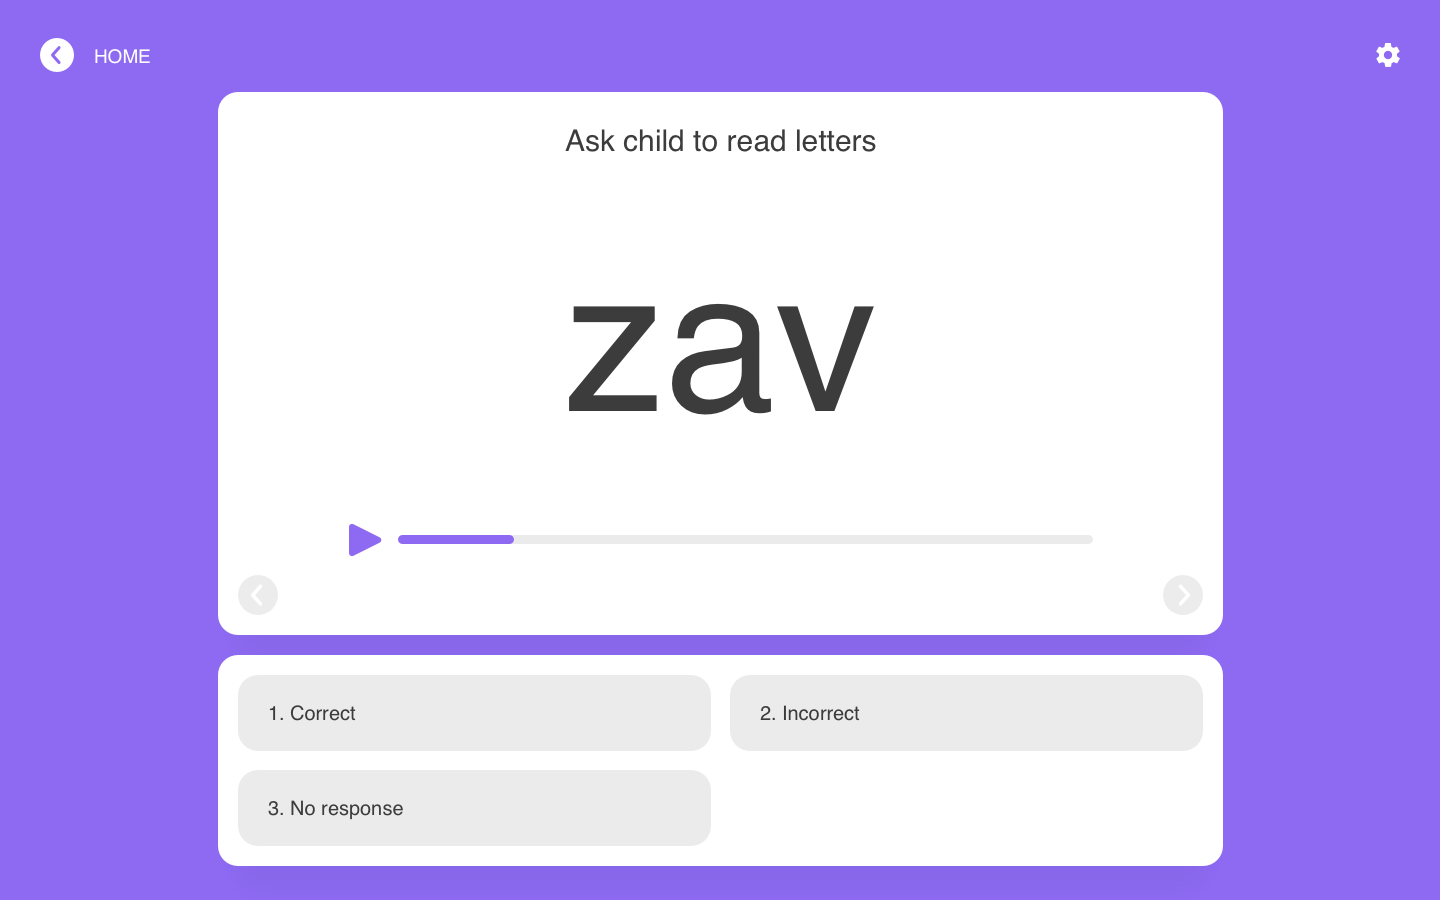 HOME
Ask child to read letters
zav
1. Correct
2. Incorrect
3. No response